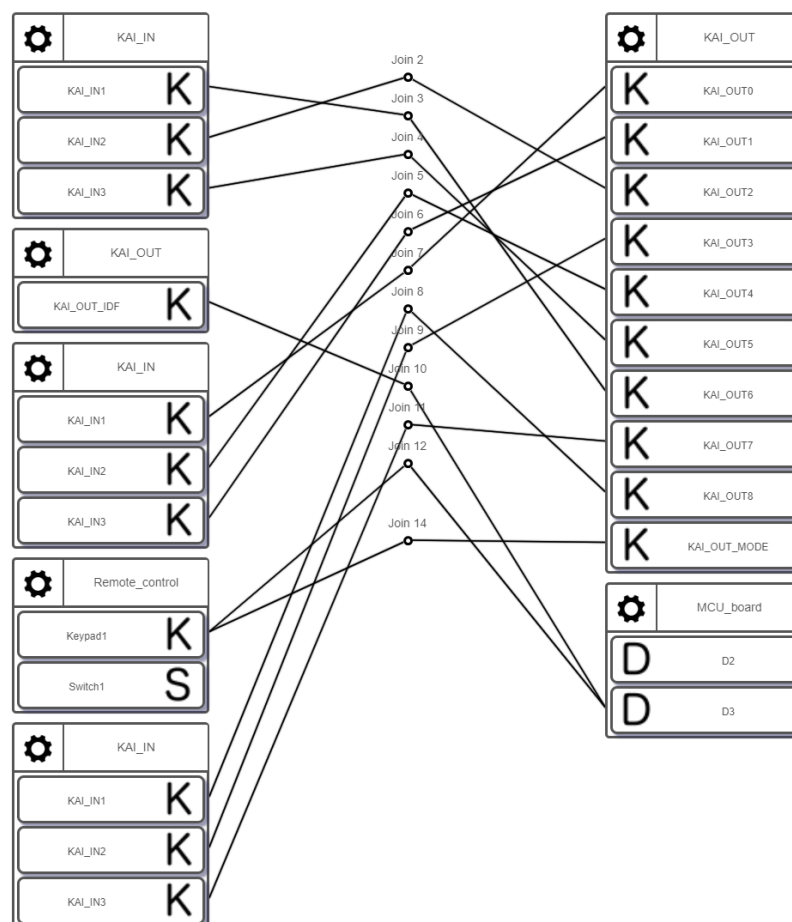 KAI_IN
KAI_IN1 K
KAI_IN2 K
KAI_IN3 K
KAI_OUT
KAI_OUT_IDF K
KAI_IN
KAI_IN1 K
KAI_IN2 K
KAI_IN3 K
Remote_control
Keypad1 K
Switch1 S
KAI_IN
KAI_IN1 K
KAI_IN2 K
KAI_IN3 K
Join 2
Join 3
Join 4
Join 5
Join 6
Join 7
Join 8
Join 9
Join 10
Join 11
Join 12
Join 14
KAI_OUT
K KAI_OUT0
K KAI_OUT1
K KAI_OUT2
K KAI_OUT3
K KAI_OUT4
K KAI_OUT5
K KAI_OUT6
K KAI_OUT7
K KAI_OUT8
K KAI_OUT_MODE
MCU_board
D D2
D D3